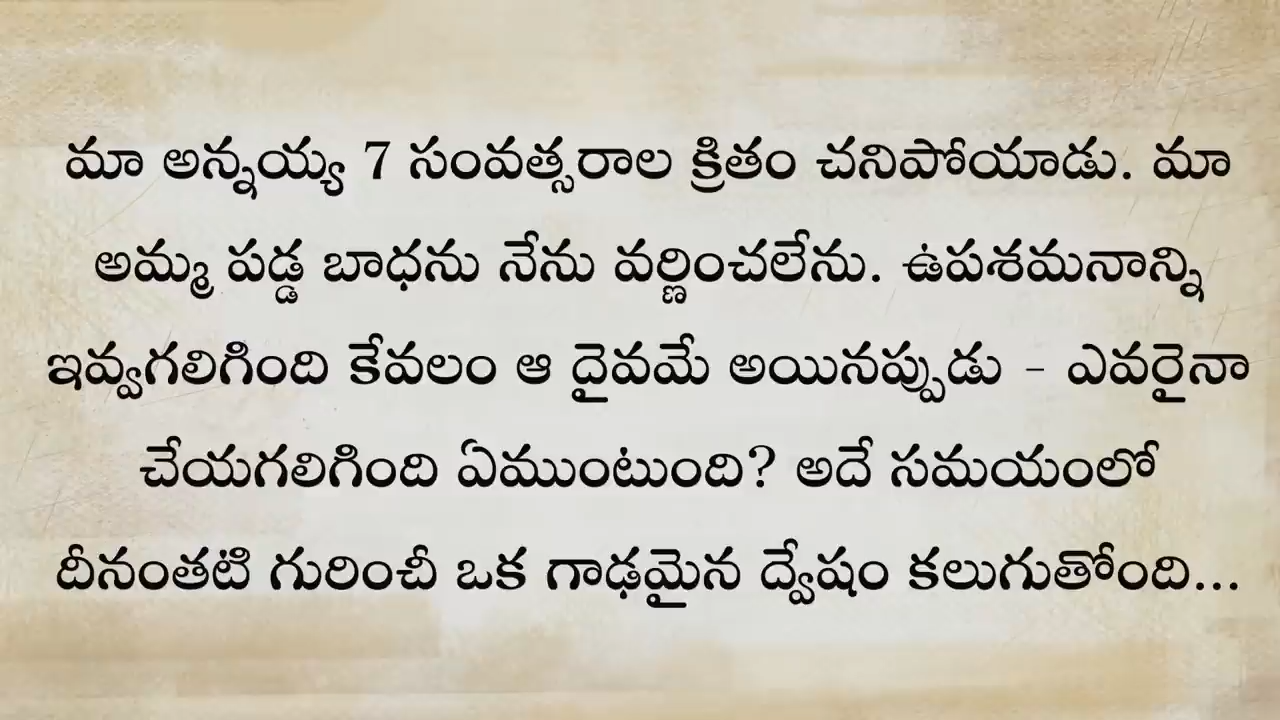 మా అన్నయ్య 7 సంవత్సరాల క్రితం చనిపోయాడు. మా
అమ్మ పడ్డ బాధను నేను వర్ణించలేను. ఉపశమనాన్ని
ఇవ్వగలిగింది కేవలం ఆ దైవమే అయినప్పుడు - ఎవరైనా
చేయగలిగింది ఏముంటుంది? అదే సమయంలో
దీనంతటి గురించీ ఒక గాఢమైన ద్వేషం కలుగుతోంది...